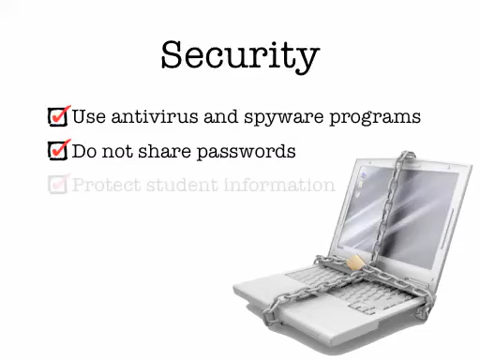 Security
Use antivirus and spyware programs
Do not share passwords
Protect student information